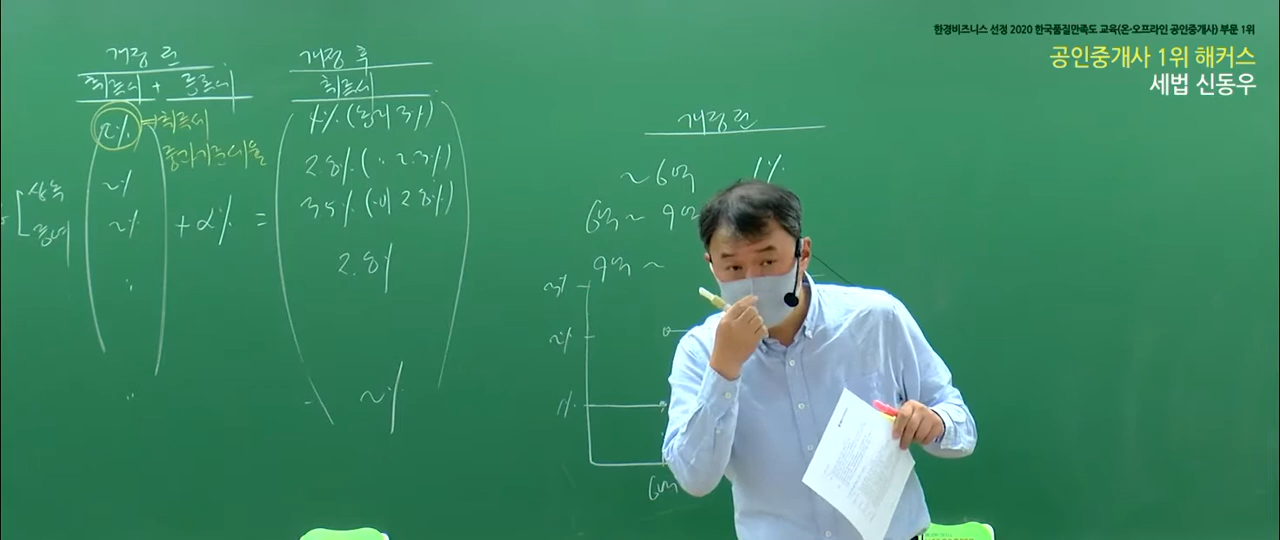 한경비즈니스 선정 2020 한국품질만족도 교육(온·오프라인 공인중개사) 부문 1위
공인중개사 1위 해커스
세법 신동우
개정 전
취득세 + 등록세
2% 취득세
중과기준세율
상속 2%
증여 2%
+ α% =
개정 후
취득세
4% (농지 3%)
2.8% ( 〃 2.3%)
3.5% (비 2.8%)
2.8%
개정전
~ 6억 1%
6억 ~ 9억
9억 ~
3%
2%
1%
6억